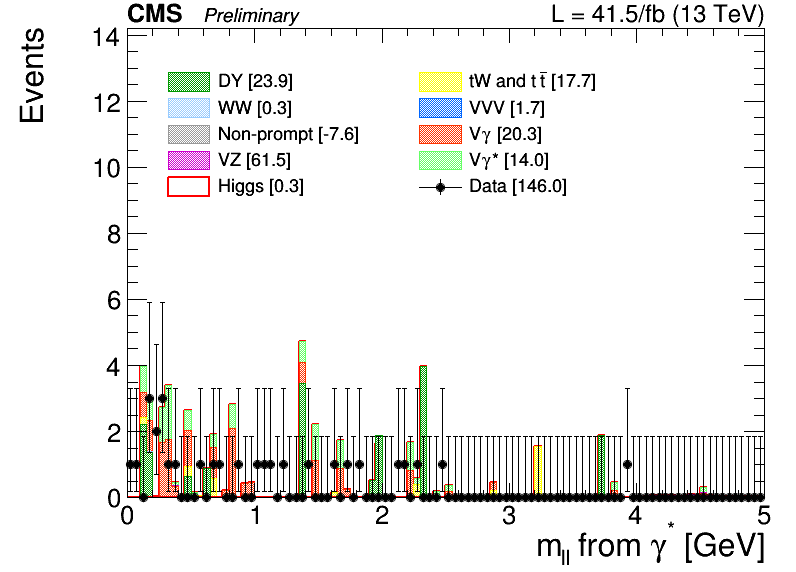 CMS Preliminary L = 41.5/fb (13 TeV)
Events
14
12
10
8
6
4
2
0
DY [23.9] tW and t t̄ [17.7]
WW [0.3] VVV [1.7]
Non-prompt [-7.6] Vγ [20.3]
VZ [61.5] Vγ* [14.0]
Higgs [0.3] Data [146.0]
0 1 2 3 4 5
m_ll from γ* [GeV]